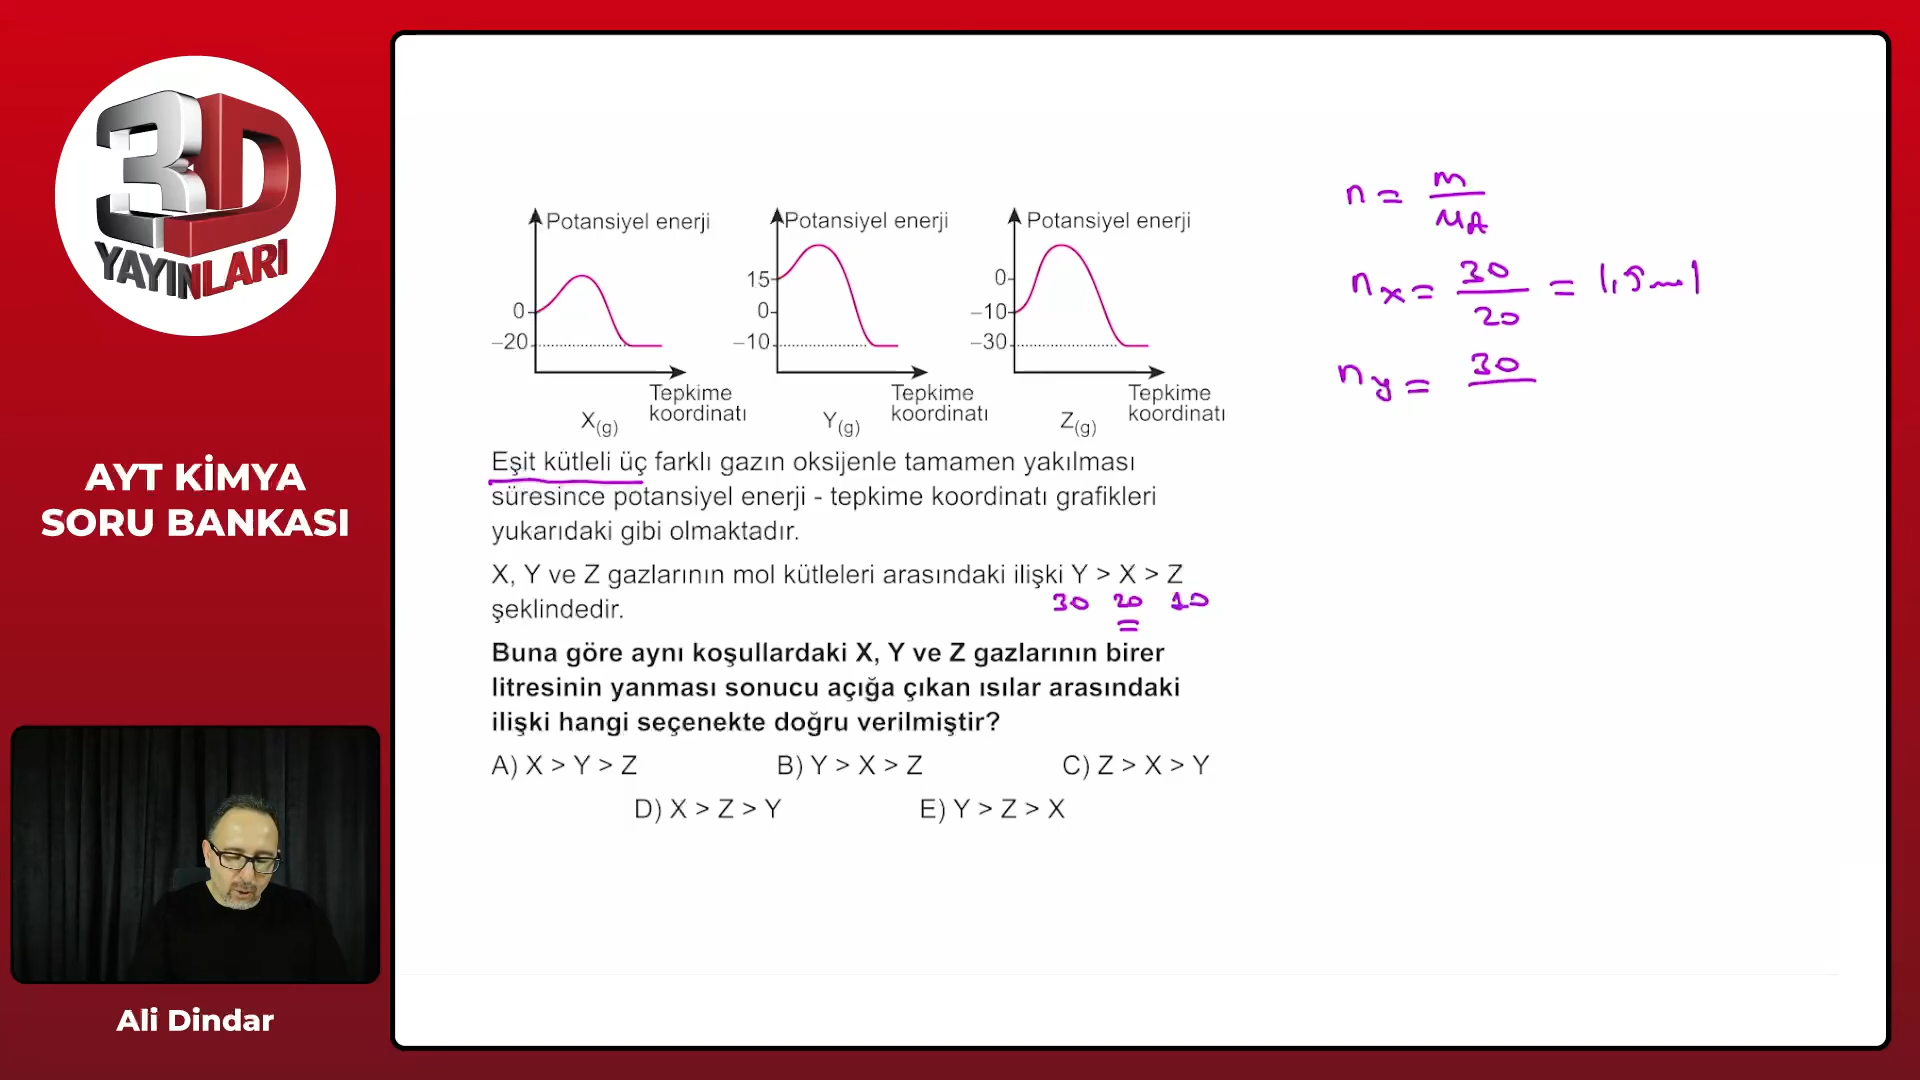 3D
YAYINLARI
AYT KİMYA
SORU BANKASI
Ali Dindar
Potansiyel enerji
0
–20
Tepkime
koordinatı
X(g)
Potansiyel enerji
15
0
–10
Tepkime
koordinatı
Y(g)
Potansiyel enerji
0
–10
–30
Tepkime
koordinatı
Z(g)
Eşit kütleli üç farklı gazın oksijenle tamamen yakılması
süresince potansiyel enerji - tepkime koordinatı grafikleri
yukarıdaki gibi olmaktadır.
X, Y ve Z gazlarının mol kütleleri arasındaki ilişki Y > X > Z
şeklindedir.
30 20 10
Buna göre aynı koşullardaki X, Y ve Z gazlarının birer
litresinin yanması sonucu açığa çıkan ısılar arasındaki
ilişki hangi seçenekte doğru verilmiştir?
A) X > Y > Z B) Y > X > Z C) Z > X > Y
D) X > Z > Y E) Y > Z > X
n = m/MA
nx = 30/20 = 1,5 mol
ny = 30